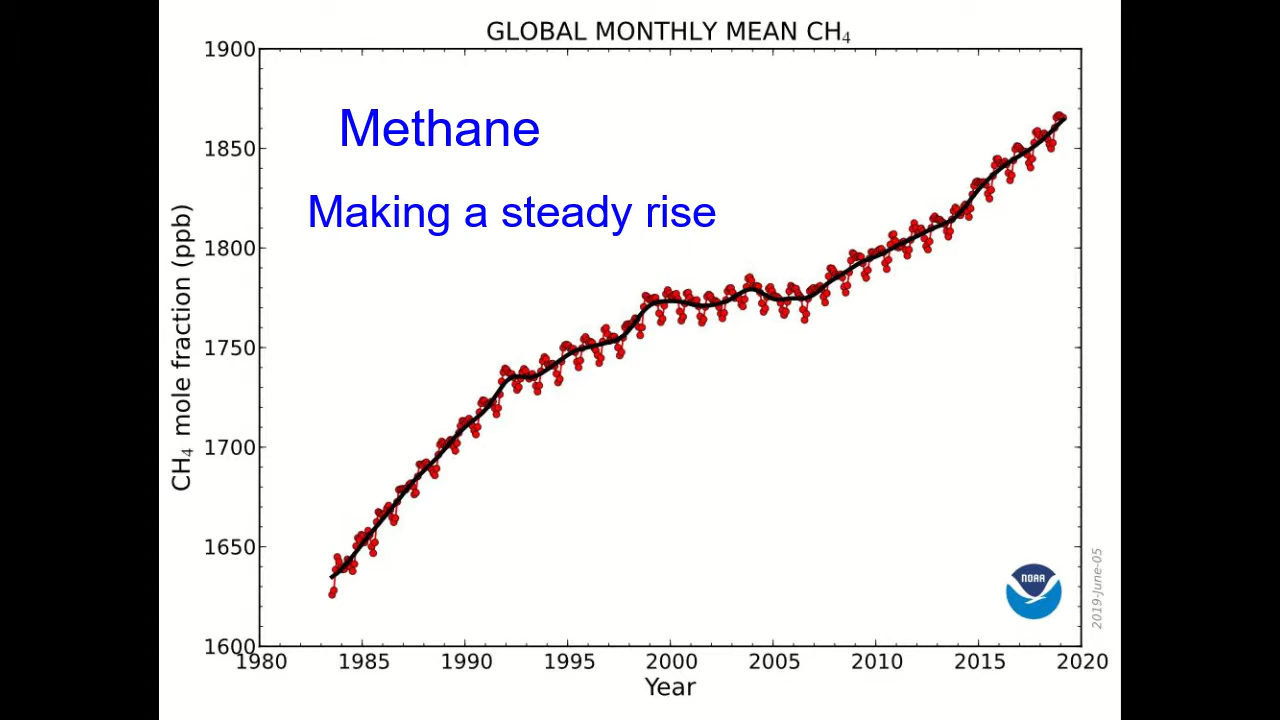 GLOBAL MONTHLY MEAN CH₄
1900
Methane
1850
Making a steady rise
1800
CH₄ mole fraction (ppb)
1750
1700
1650
NOAA
2019-June-05
1600
1980 1985 1990 1995 2000 2005 2010 2015 2020
Year